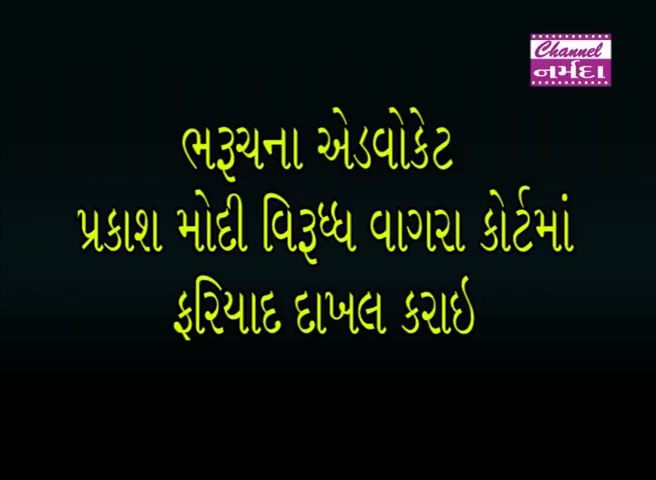 Channel
નર્મદા
ભરૂચના એડવોકેટ
પ્રકાશ મોદી વિરૂધ્ધ વાગરા કોર્ટમાં
ફરિયાદ દાખલ કરાઇ